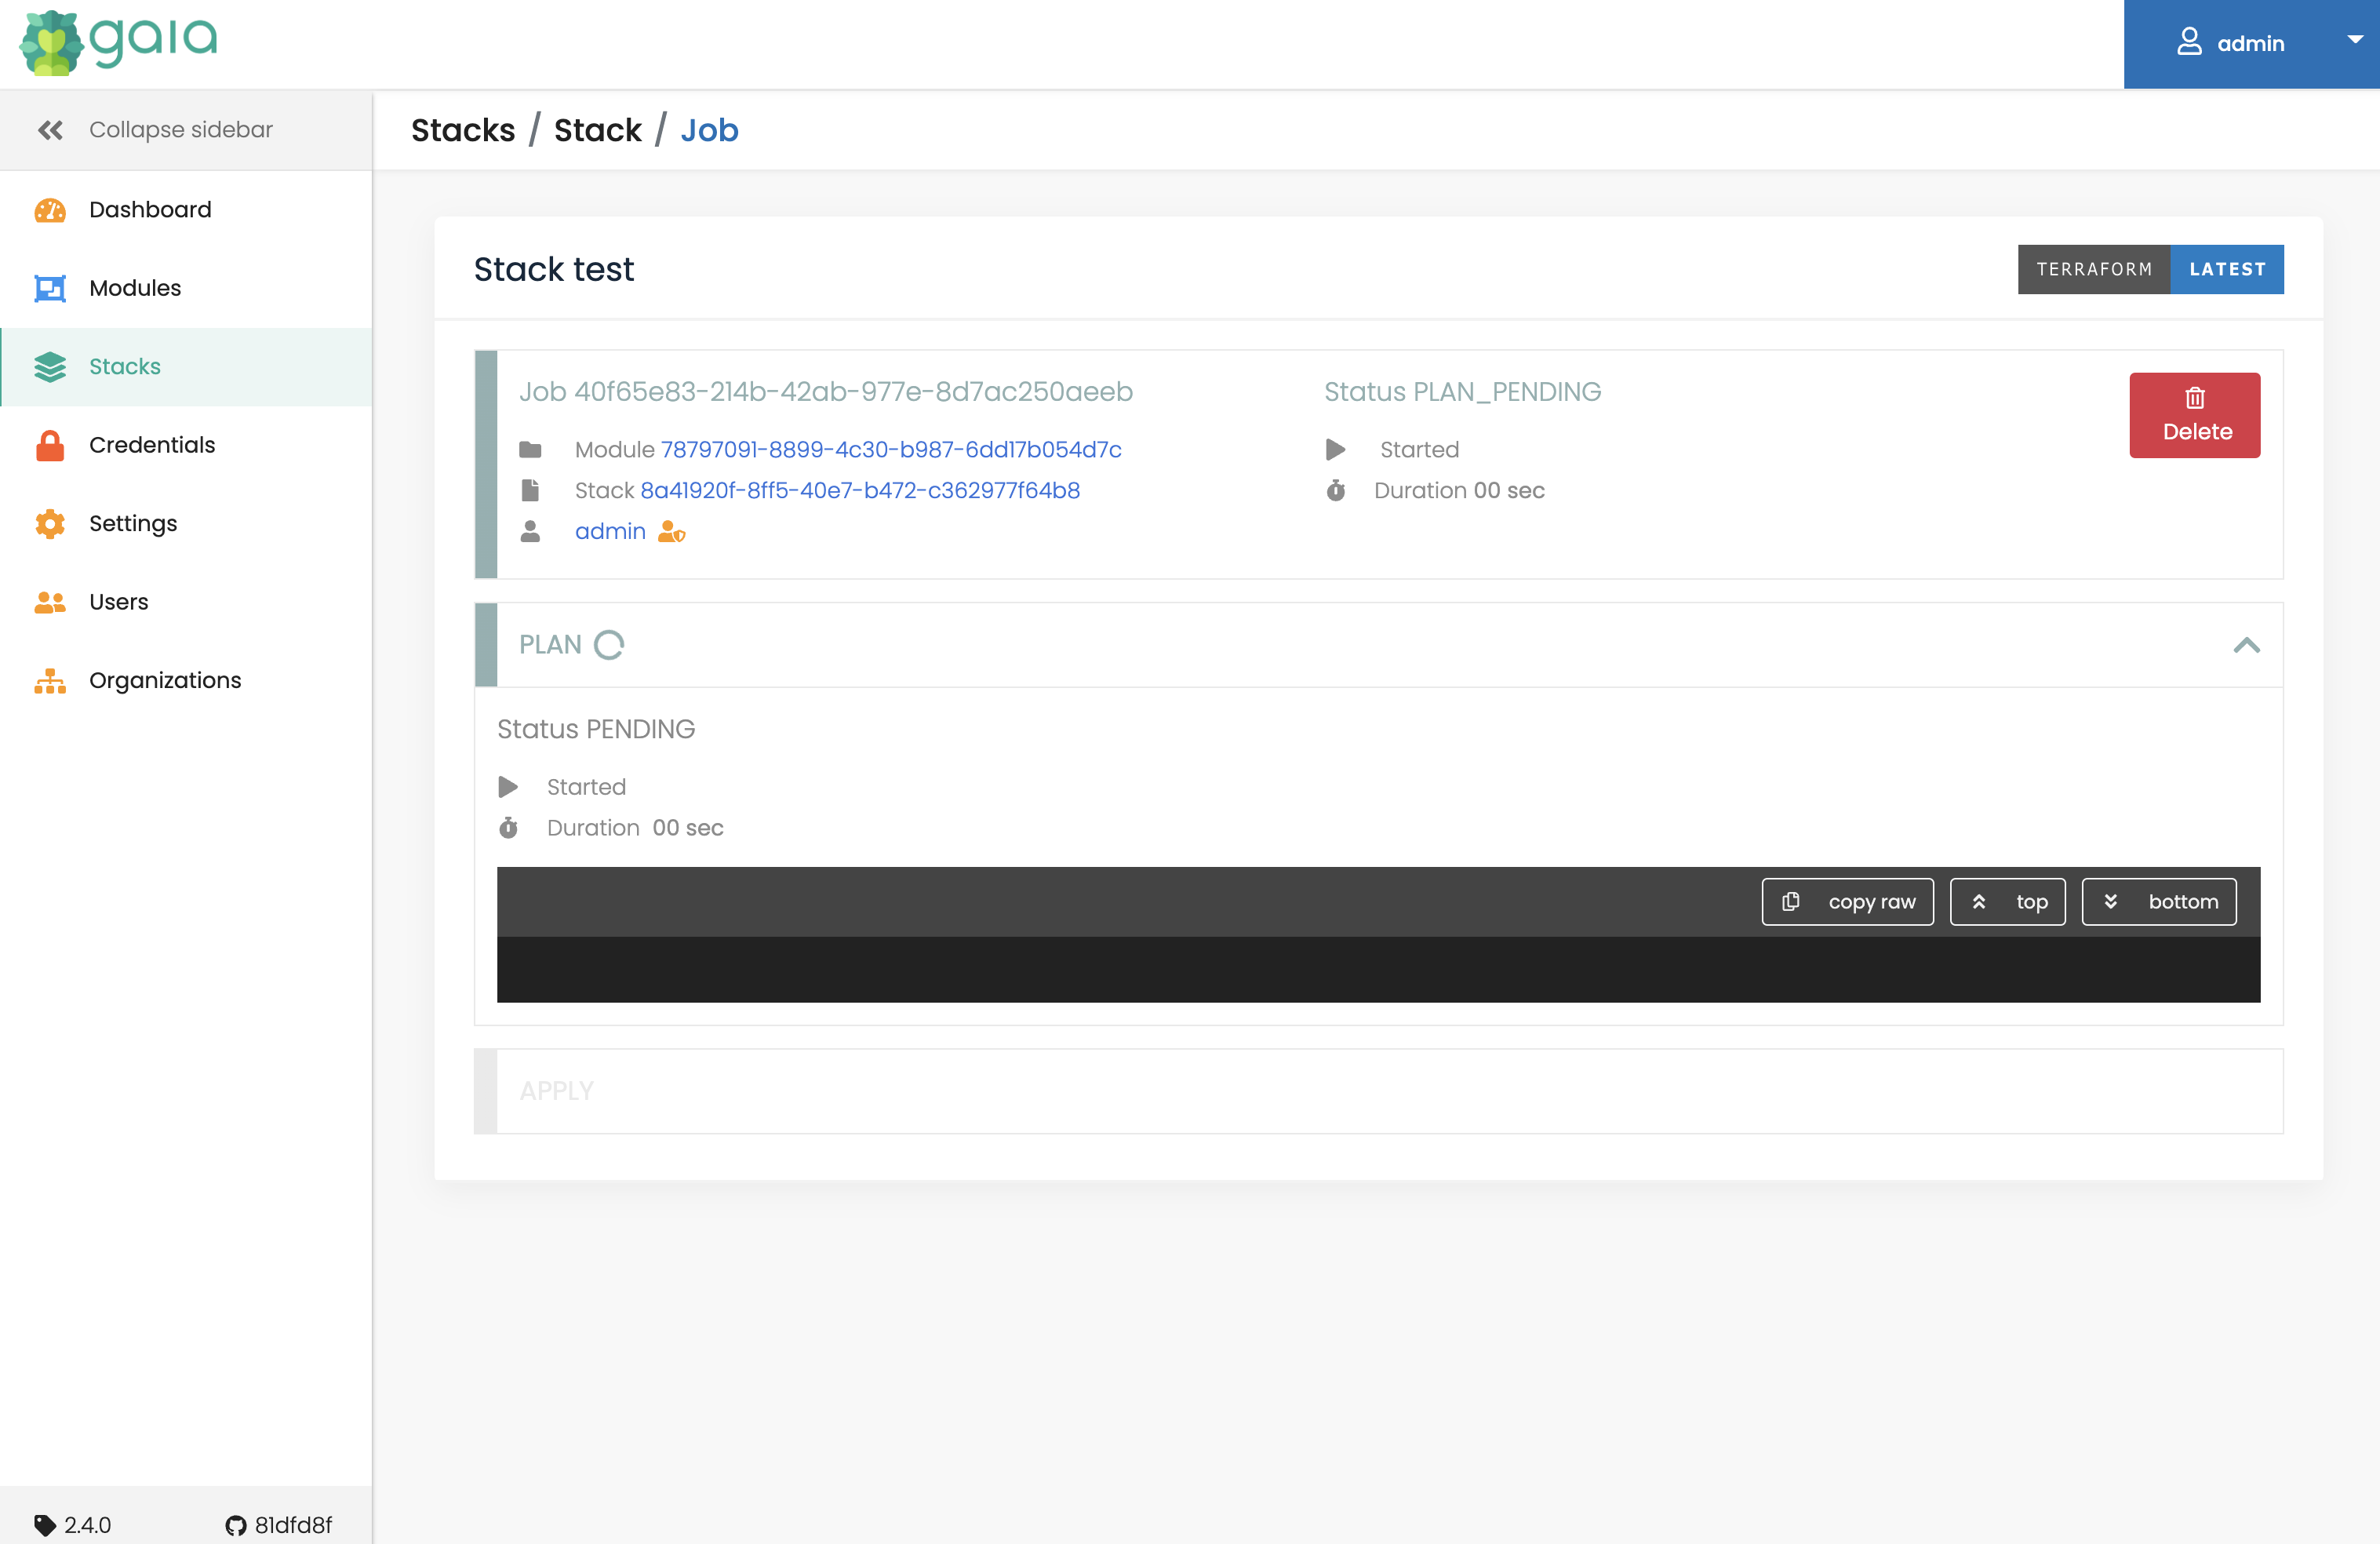 gaia
admin
Collapse sidebar
Stacks / Stack / Job
Dashboard
Modules
Stacks
Credentials
Settings
Users
Organizations
Stack test
TERRAFORM LATEST
Job 40f65e83-214b-42ab-977e-8d7ac250aeeb
Status PLAN_PENDING
Delete
Module 78797091-8899-4c30-b987-6dd17b054d7c
Started
Stack 8a41920f-8ff5-40e7-b472-c362977f64b8
Duration 00 sec
admin
PLAN
Status PENDING
Started
Duration 00 sec
copy raw
top
bottom
APPLY
2.4.0
81dfd8f